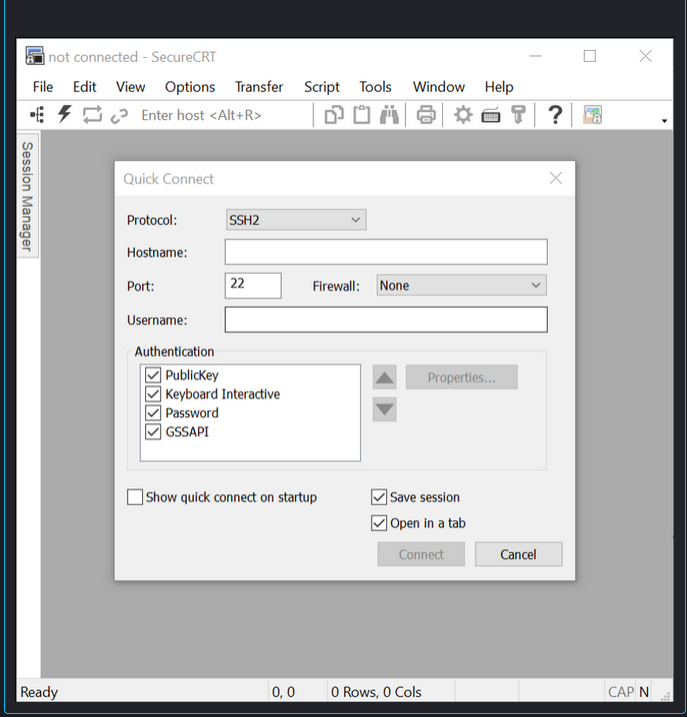 not connected - SecureCRT
File Edit View Options Transfer Script Tools Window Help
Enter host <Alt+R>
Session Manager
Quick Connect
Protocol: SSH2
Hostname:
Port: 22 Firewall: None
Username:
Authentication
PublicKey
Properties...
Keyboard Interactive
Password
GSSAPI
Show quick connect on startup Save session
Open in a tab
Connect Cancel
Ready 0, 0 0 Rows, 0 Cols CAP N